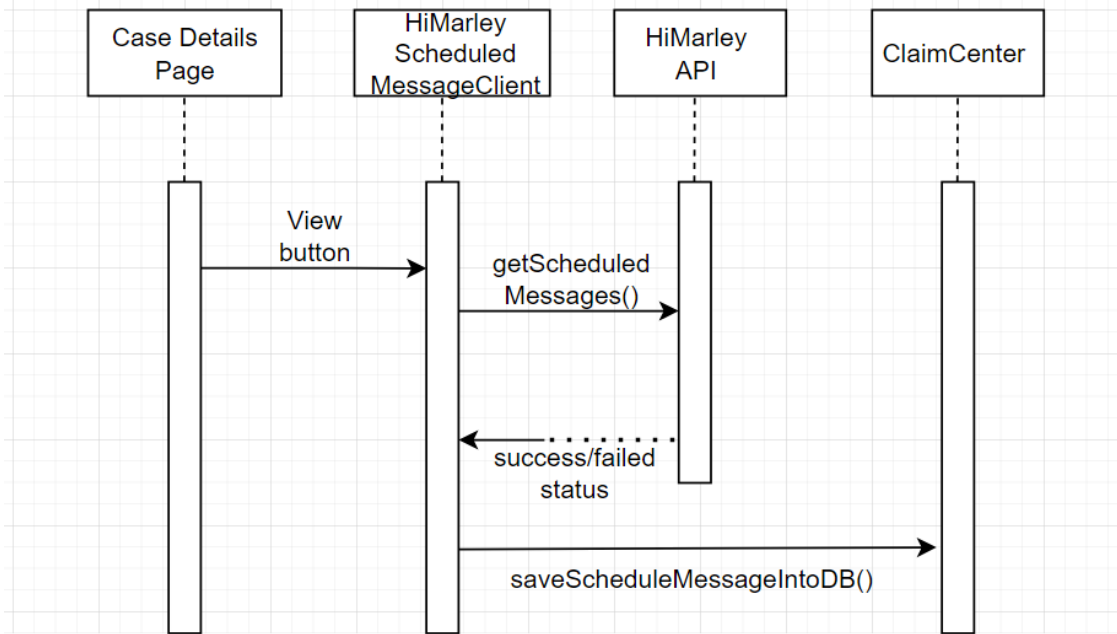 Case Details
Page
HiMarley
Scheduled
MessageClient
HiMarley
API
ClaimCenter
View
button
getScheduled
Messages()
success/failed
status
saveScheduleMessageIntoDB()